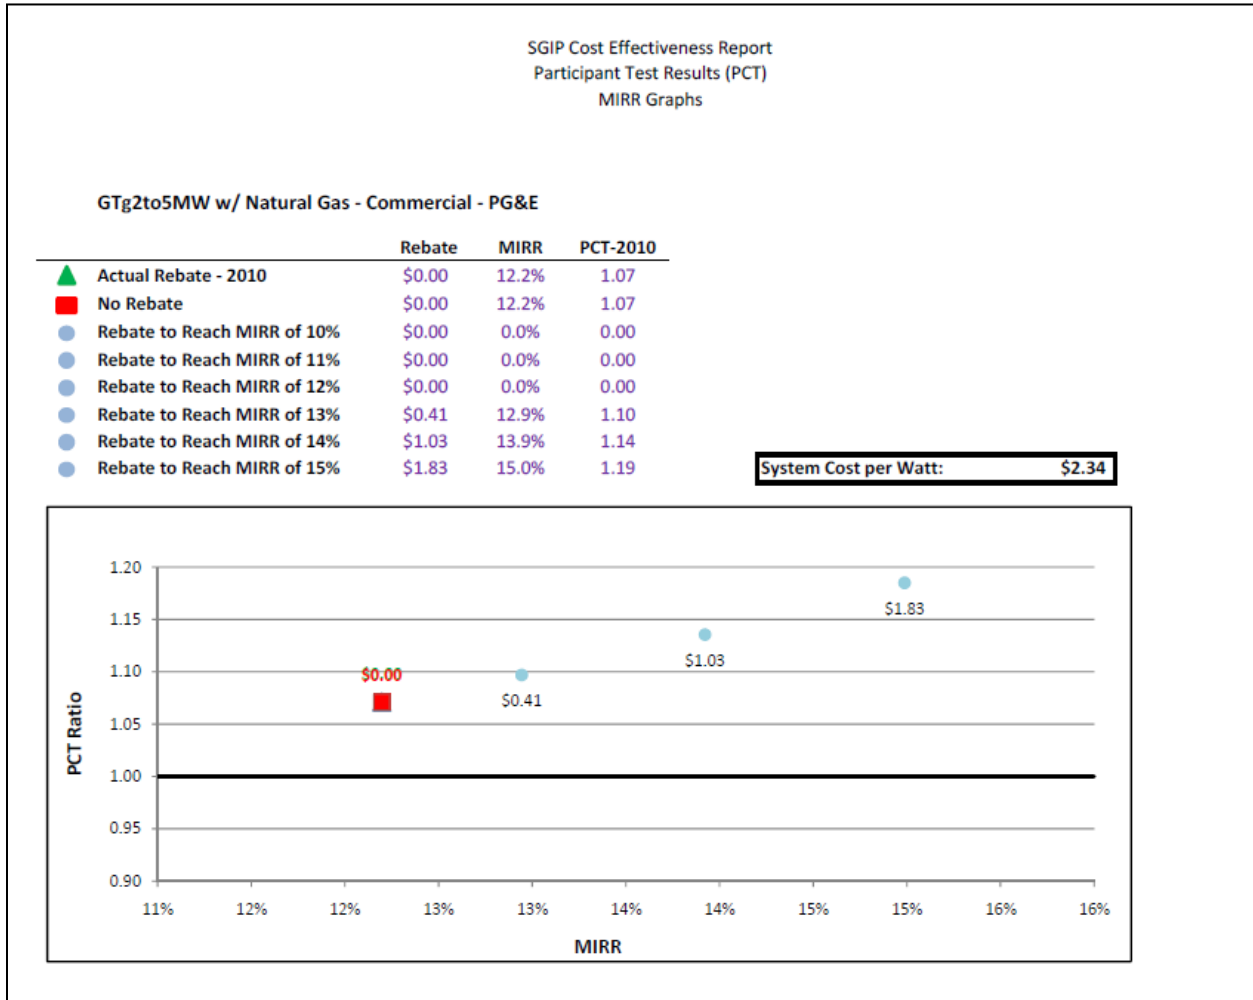 SGIP Cost Effectiveness Report
Participant Test Results (PCT)
MIRR Graphs
GTg2to5MW w/ Natural Gas - Commercial - PG&E
Rebate MIRR PCT-2010
Actual Rebate - 2010 $0.00 12.2% 1.07
No Rebate $0.00 12.2% 1.07
Rebate to Reach MIRR of 10% $0.00 0.0% 0.00
Rebate to Reach MIRR of 11% $0.00 0.0% 0.00
Rebate to Reach MIRR of 12% $0.00 0.0% 0.00
Rebate to Reach MIRR of 13% $0.41 12.9% 1.10
Rebate to Reach MIRR of 14% $1.03 13.9% 1.14
Rebate to Reach MIRR of 15% $1.83 15.0% 1.19
System Cost per Watt: $2.34
1.20
$1.83
1.15
$1.03
1.10
$0.00
$0.41
1.05
PCT Ratio
1.00
0.95
0.90
11% 12% 12% 13% 13% 14% 14% 15% 15% 16% 16%
MIRR